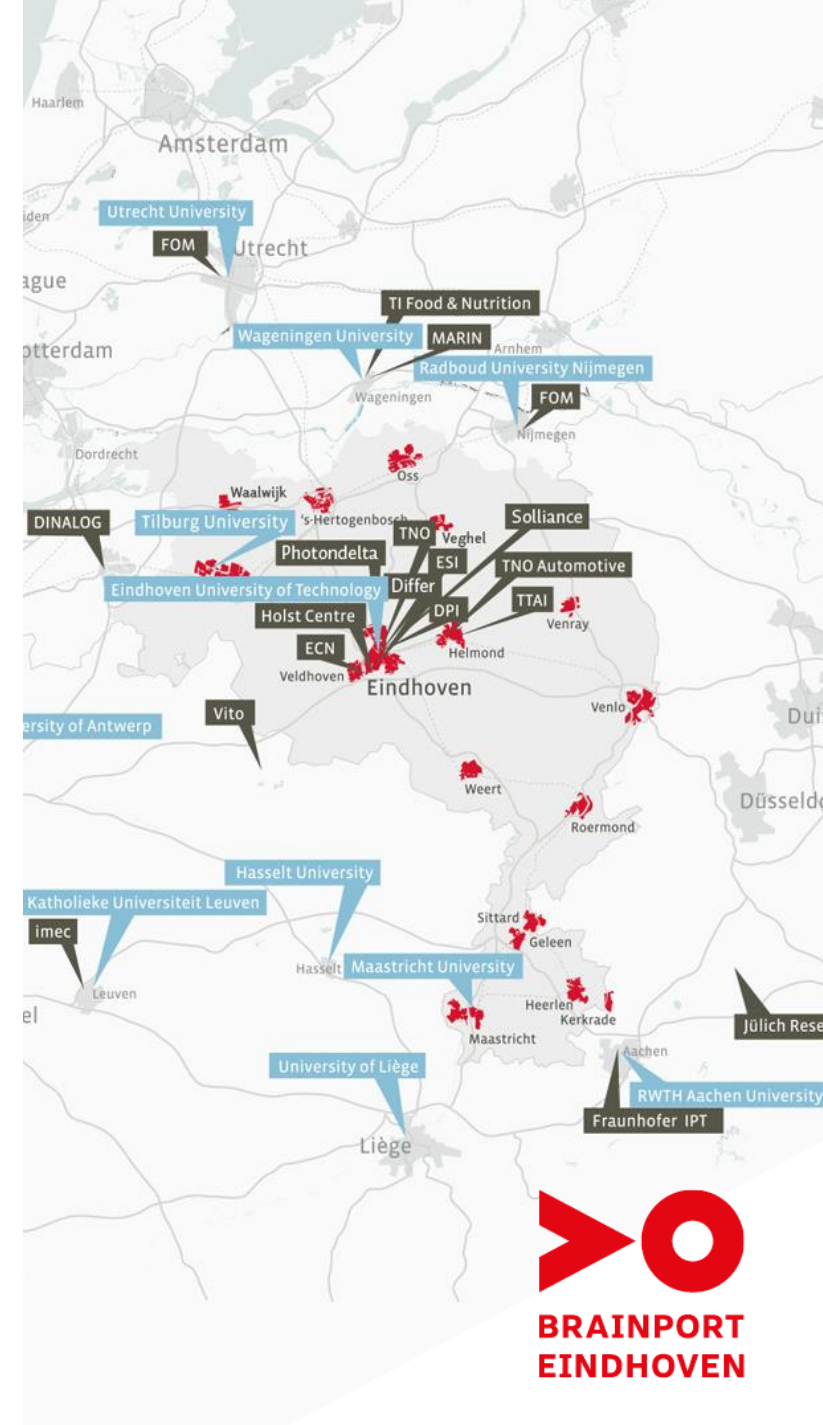 Haarlem
Amsterdam
Utrecht University
iden
FOM
Utrecht
ague
TI Food & Nutrition
Wageningen University
MARIN
otterdam
Arnhem
Radboud University Nijmegen
Wageningen
FOM
Nijmegen
Dordrecht
Oss
Waalwijk
's-Hertogenbosch
DINALOG
Tilburg University
TNO
Veghel
Solliance
Photondelta
ESI
TNO Automotive
Eindhoven University of Technology
Differ
Holst Centre
DPI
TTAI
Venray
ECN
Helmond
Veldhoven
Eindhoven
Venlo
Vito
ersity of Antwerp
Duis
Weert
Düsseldo
Roermond
Hasselt University
Katholieke Universiteit Leuven
imec
Sittard
Geleen
Hasselt
Maastricht University
Leuven
Heerlen
Kerkrade
el
Jülich Rese
Maastricht
Aachen
University of Liège
RWTH Aachen University
Fraunhofer IPT
Liège
BRAINPORT
EINDHOVEN